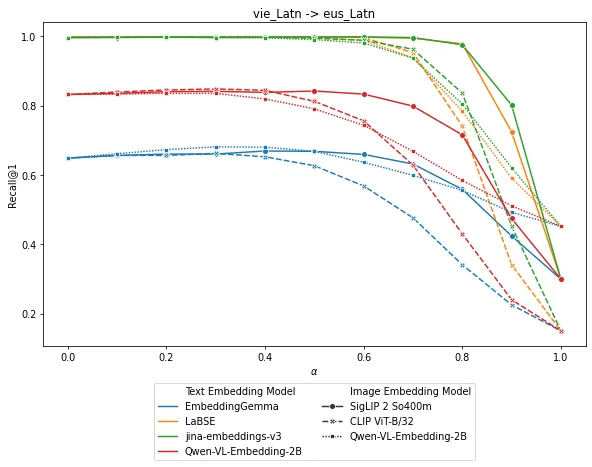 vie_Latn -> eus_Latn
1.0
0.8
0.6
0.4
0.2
Recall@1
0.0 0.2 0.4 0.6 0.8 1.0
α
Text Embedding Model Image Embedding Model
EmbeddingGemma SigLIP 2 So400m
LaBSE CLIP ViT-B/32
jina-embeddings-v3 Qwen-VL-Embedding-2B
Qwen-VL-Embedding-2B